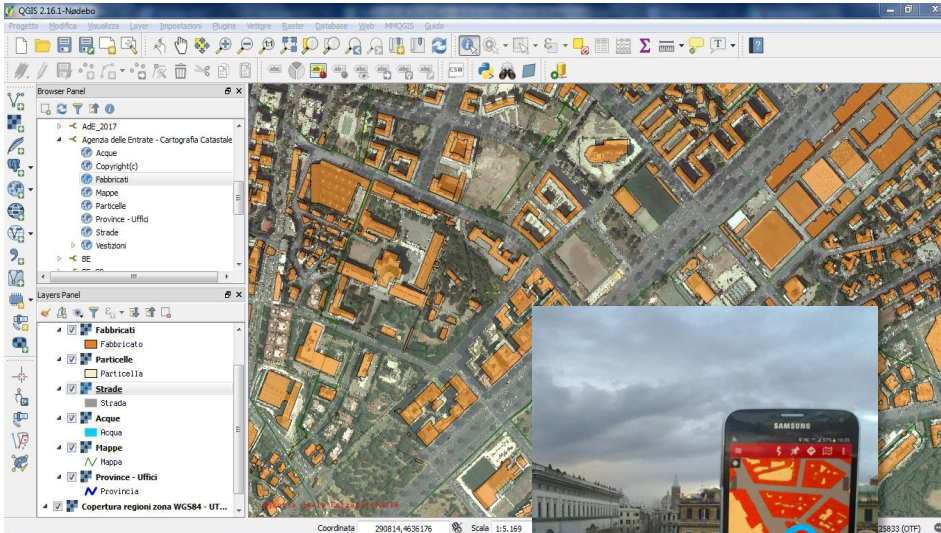 QGIS 2.16.1-Nødebo
Progetto Modifica Visualizza Layer Impostazioni Plugins Vettore Raster Database Web MMQGIS Guida
CSW
Browser Panel
AdE_2017
Agenzia delle Entrate - Cartografia Catastale
Acque
Copyright(c)
Fabbricati
Mappe
Particelle
Province - Uffici
Strade
Vestizioni
BE
Layers Panel
Fabbricati
Fabbricato
Particelle
Particella
Strade
Strada
Acque
Acqua
Mappe
Mappa
Province - Uffici
Provincia
Copertura regioni zona WGS84 - UT...
SAMSUNG
Coordinata 290814,4636176 Scala 1:5.169 25833 (OTF)